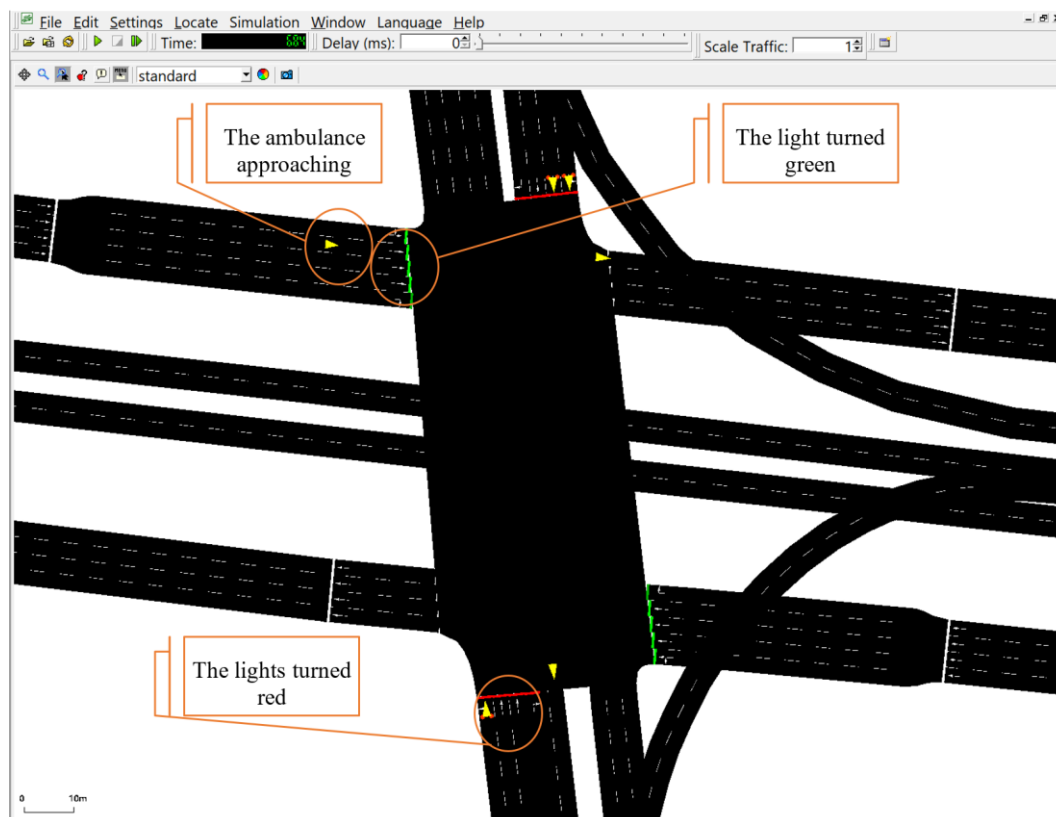 File Edit Settings Locate Simulation Window Language Help
Time: 684 Delay (ms): 0 Scale Traffic: 1
standard
The ambulance
approaching
The light turned
green
The lights turned
red
0 10m